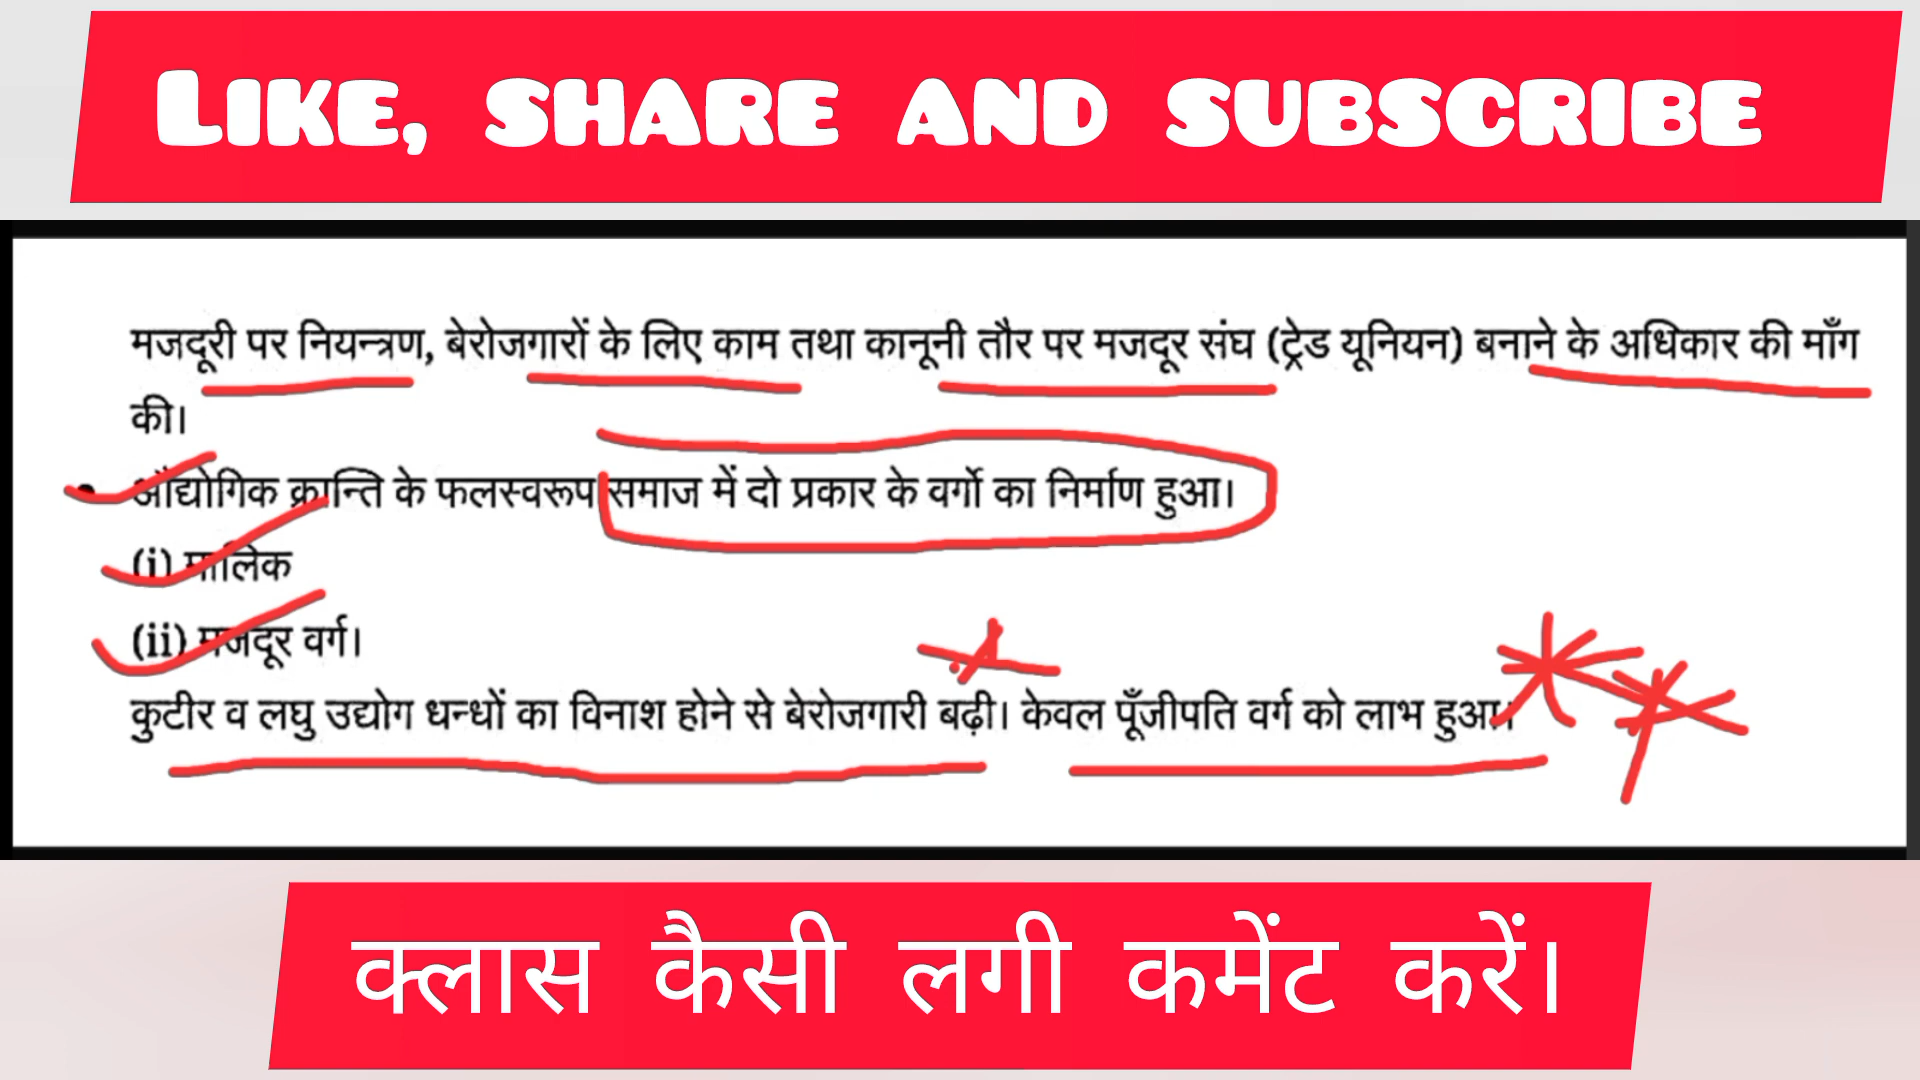 LIKE, SHARE AND SUBSCRIBE
मजदूरी पर नियन्त्रण, बेरोजगारों के लिए काम तथा कानूनी तौर पर मजदूर संघ (ट्रेड यूनियन) बनाने के अधिकार की माँग
की।
• औद्योगिक क्रान्ति के फलस्वरूप समाज में दो प्रकार के वर्गो का निर्माण हुआ।
(i) मालिक
(ii) मजदूर वर्ग।
कुटीर व लघु उद्योग धन्धों का विनाश होने से बेरोजगारी बढ़ी। केवल पूँजीपति वर्ग को लाभ हुआ।
क्लास कैसी लगी कमेंट करें।